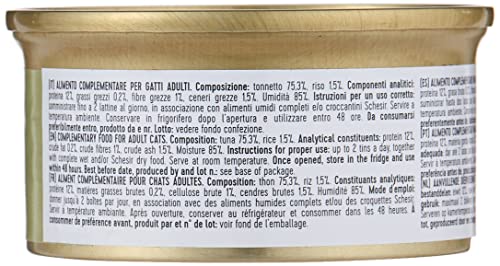 [IT] ALIMENTO COMPLEMENTARE PER GATTI ADULTI. Composizione: tonnetto 75,3%, riso 1,5%. Componenti analitici:
proteina 12%, grassi grezzi 0,2%, fibre grezze 1%, ceneri grezze 1,5%. Umidità 85%. Istruzioni per un uso corretto:
somministrare fino a 2 lattine al giorno, in associazione con alimenti umidi completi e/o croccantini Schesir. Servire a
temperatura ambiente. Conservare in frigorifero dopo l'apertura e utilizzare entro 48 ore. Da consumarsi
preferibilmente entro, prodotto da e nr. Lotto: vedere fondo confezione.
[EN] COMPLEMENTARY FOOD FOR ADULT CATS. Composition: tuna 75.3%, rice 1.5%. Analytical constituents: protein 12%,
crude fat 0.2%, crude fibres 1%, crude ash 1.5%. Moisture 85%. Instructions for proper use: up to 2 tins a day, together
with complete wet and/or Schesir dry food. Serve at room temperature. Once opened, store in the fridge and use
within 48 hours. Best before date, produced by and lot n.: see base of package.
ALIMENT COMPLÉMENTAIRE POUR CHATS ADULTES. Composition: thon 75,3%, riz 1,5%. Constituants analytiques:
protéine 12%, matières grasses brutes 0,2%, cellulose brute 1%, cendres brutes 1,5%. Humidité 85%. Mode d'emploi:
donner jusqu'à 2 boîtes par jour, en association avec des aliments humides complets et/ou des croquettes Schesir.
Servir à température ambiante. Après ouverture, conserver au réfrigérateur et consommer dans les 48 heures. À
consommer de préférence avant, produit par et n° de lot: voir fond de l'emballage.
[ES] ALIMENTO COMPLEM